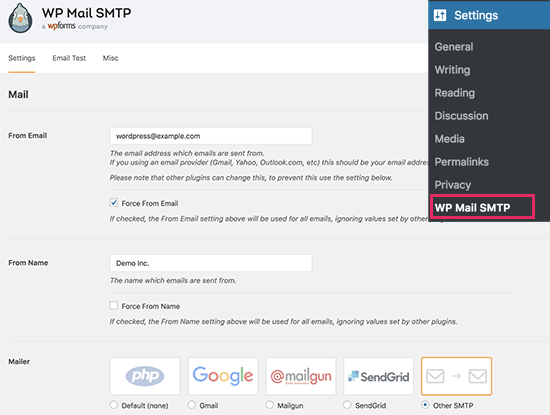 WP Mail SMTP
a wpforms company
Settings
Email Test
Misc
Settings
General
Writing
Reading
Discussion
Media
Permalinks
Privacy
WP Mail SMTP
Mail
From Email
wordpress@example.com
The email address which emails are sent from.
If you using an email provider (Gmail, Yahoo, Outlook.com, etc) this should be your email address
Please note that other plugins can change this, to prevent this use the setting below.
Force From Email
If checked, the From Email setting above will be used for all emails, ignoring values set by other
From Name
Demo Inc.
The name which emails are sent from.
Force From Name
If checked, the From Name setting above will be used for all emails, ignoring values set by other plugins.
Mailer
php
Google
@mailgun
SendGrid
Default (none)
Gmail
Mailgun
SendGrid
Other SMTP